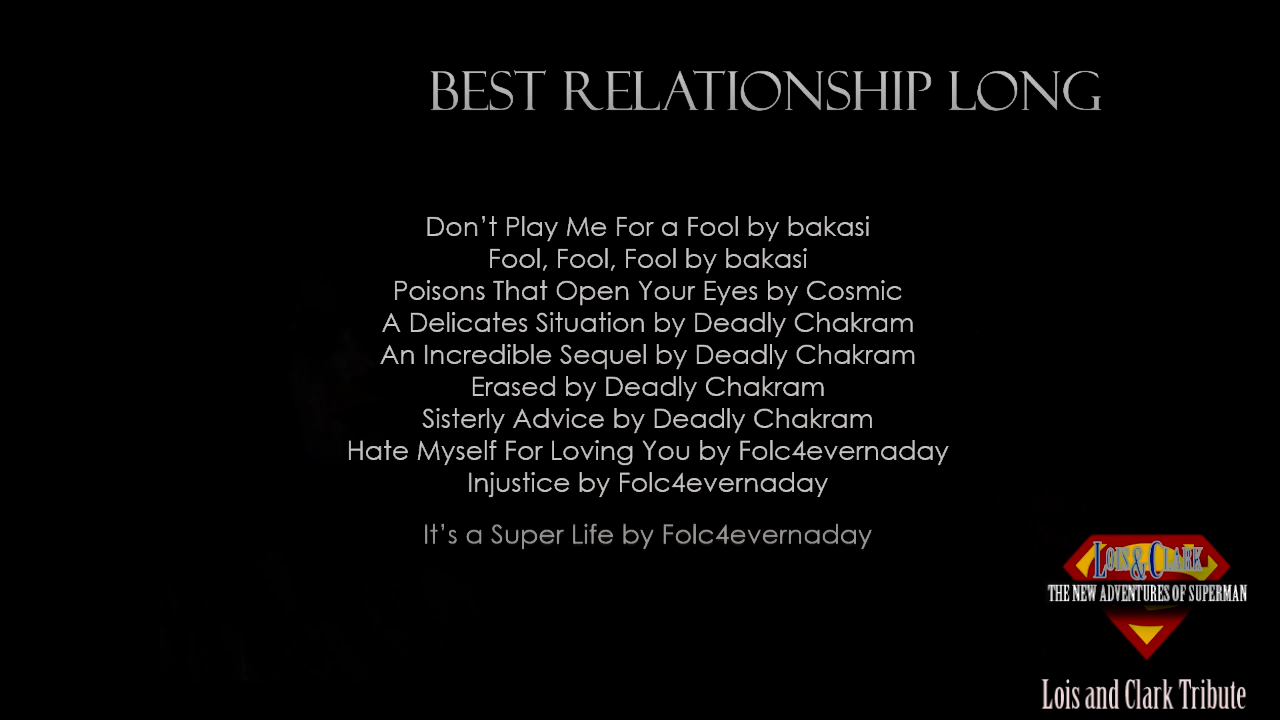 BEST RELATIONSHIP LONG
Don’t Play Me For a Fool by bakasi
Fool, Fool, Fool by bakasi
Poisons That Open Your Eyes by Cosmic
A Delicates Situation by Deadly Chakram
An Incredible Sequel by Deadly Chakram
Erased by Deadly Chakram
Sisterly Advice by Deadly Chakram
Hate Myself For Loving You by Folc4evernaday
Injustice by Folc4evernaday
It’s a Super Life by Folc4evernaday
LOIS & CLARK
THE NEW ADVENTURES OF SUPERMAN
Lois and Clark Tribute